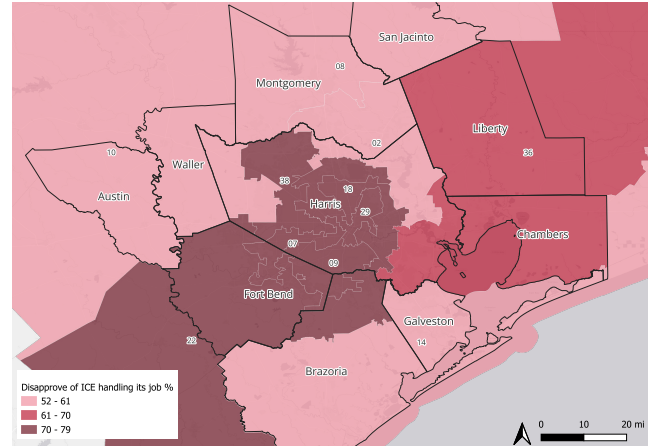 San Jacinto
08
Montgomery
Liberty
02
10
36
Waller
38
Austin
18
Harris
29
Chambers
07
09
Fort Bend
Galveston
22
14
Brazoria
Disapprove of ICE handling its job %
52 - 61
61 - 70
70 - 79
0 10 20 mi